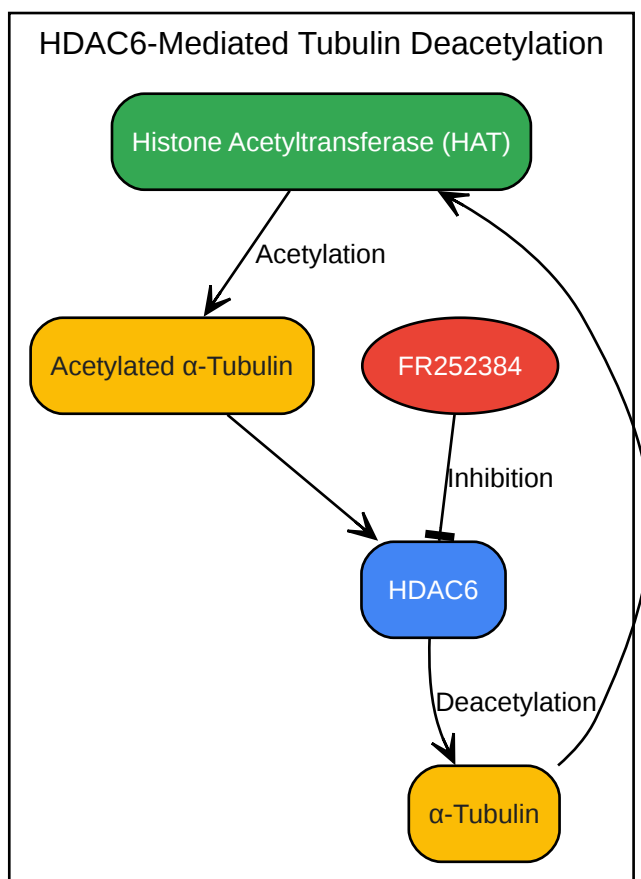 HDAC6-Mediated Tubulin Deacetylation
Histone Acetyltransferase (HAT)
Acetylation
Acetylated α-Tubulin
FR252384
Inhibition
HDAC6
Deacetylation
α-Tubulin